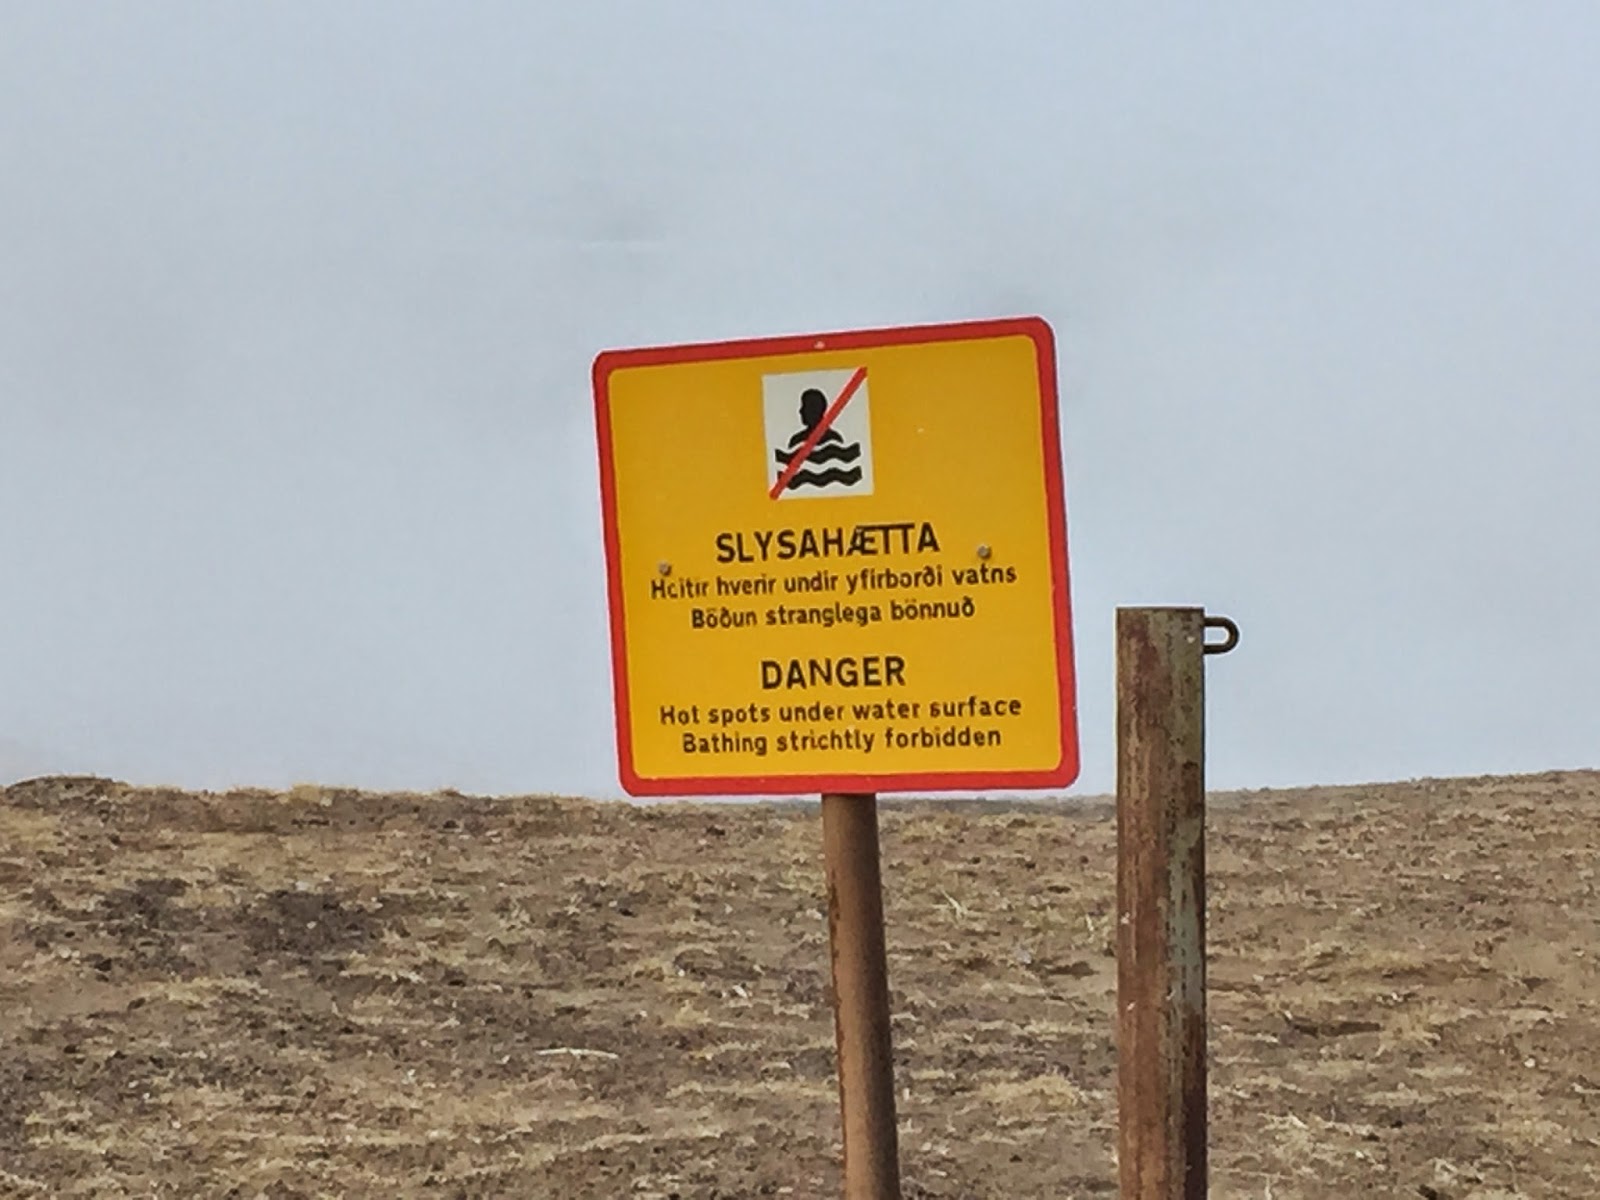 SLYSAHÆTTA
Heitir hverir undir yfirborði vatns
Böðun stranglega bönnuð
DANGER
Hot spots under water surface
Bathing strichtly forbidden